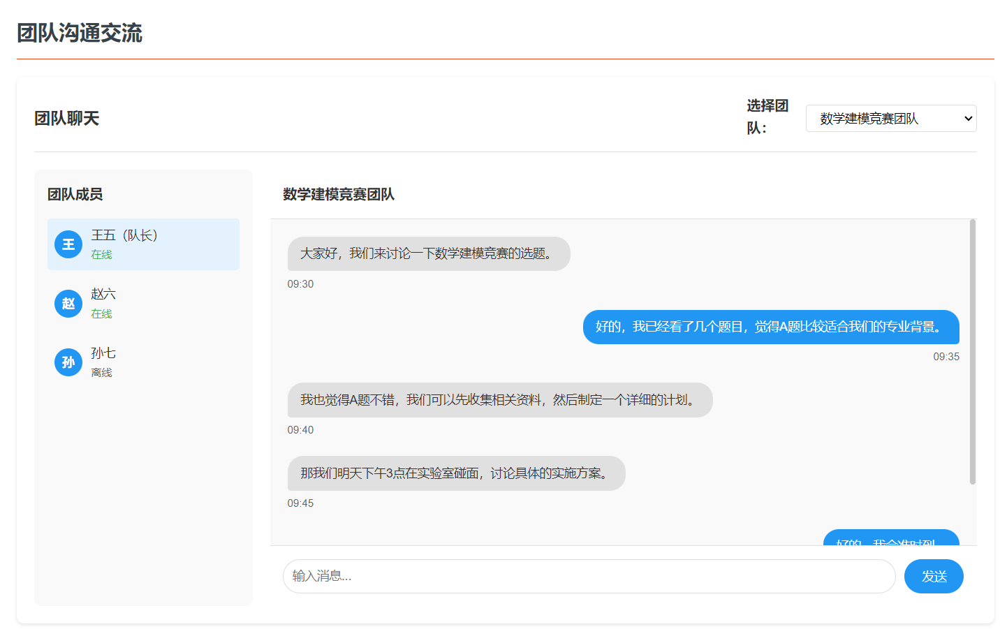 团队沟通交流
团队聊天
选择团
队：
数学建模竞赛团队
团队成员
王
王五（队长）
在线
赵
赵六
在线
孙
孙七
离线
数学建模竞赛团队
大家好，我们来讨论一下数学建模竞赛的选题。
09:30
好的，我已经看了几个题目，觉得A题比较适合我们的专业背景。
09:35
我也觉得A题不错，我们可以先收集相关资料，然后制定一个详细的计划。
09:40
那我们明天下午3点在实验室碰面，讨论具体的实施方案。
09:45
好的，我会准时到。
输入消息...
发送